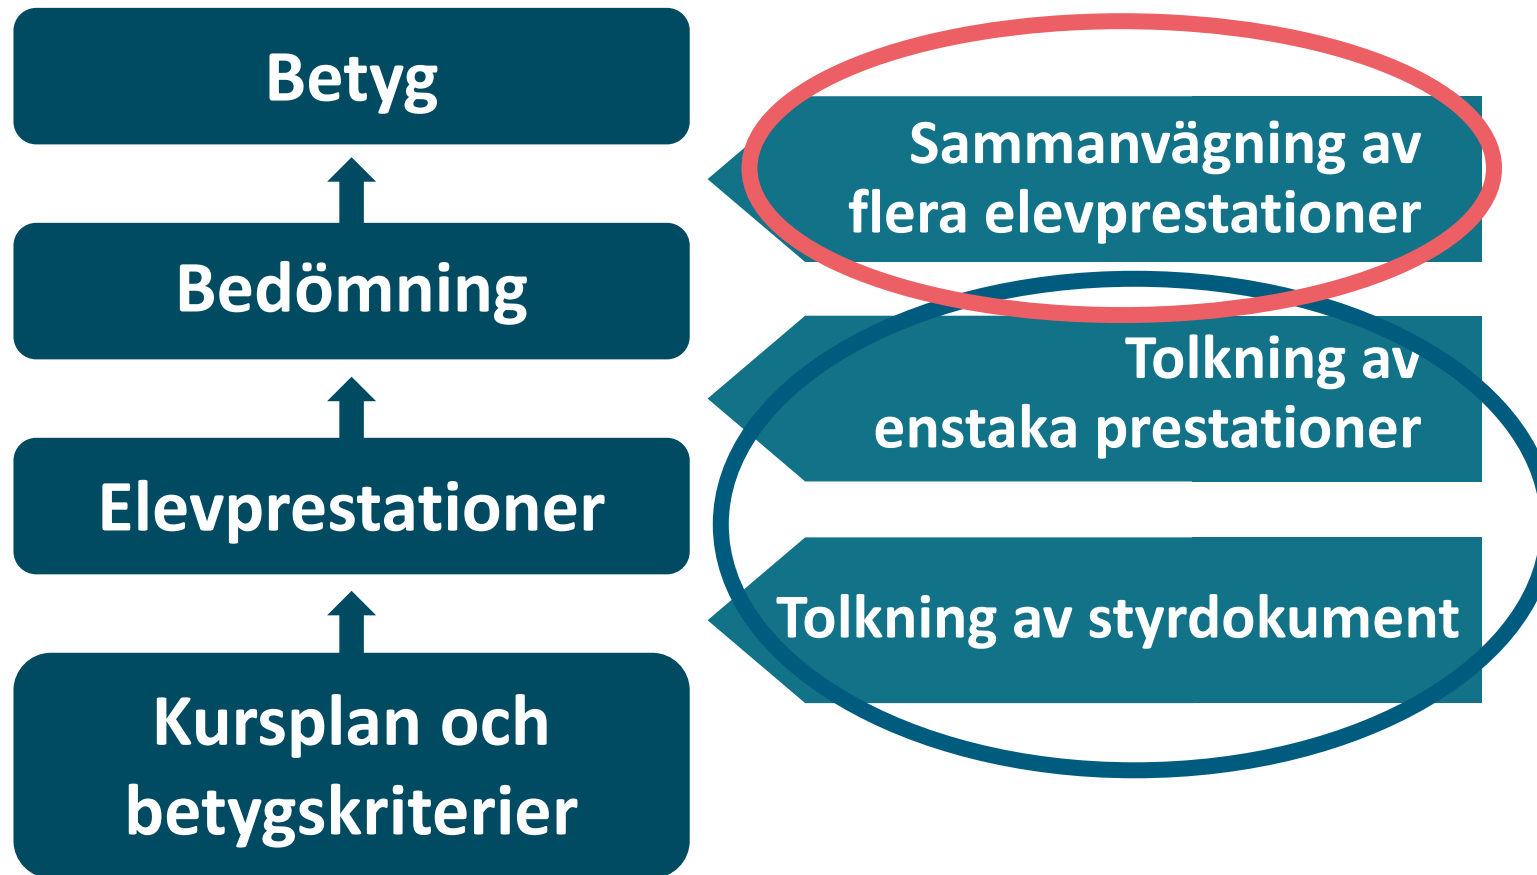 Betyg
Sammanvägning av
flera elevprestationer
Bedömning
Tolkning av
enstaka prestationer
Elevprestationer
Tolkning av styrdokument
Kursplan och
betygskriterier